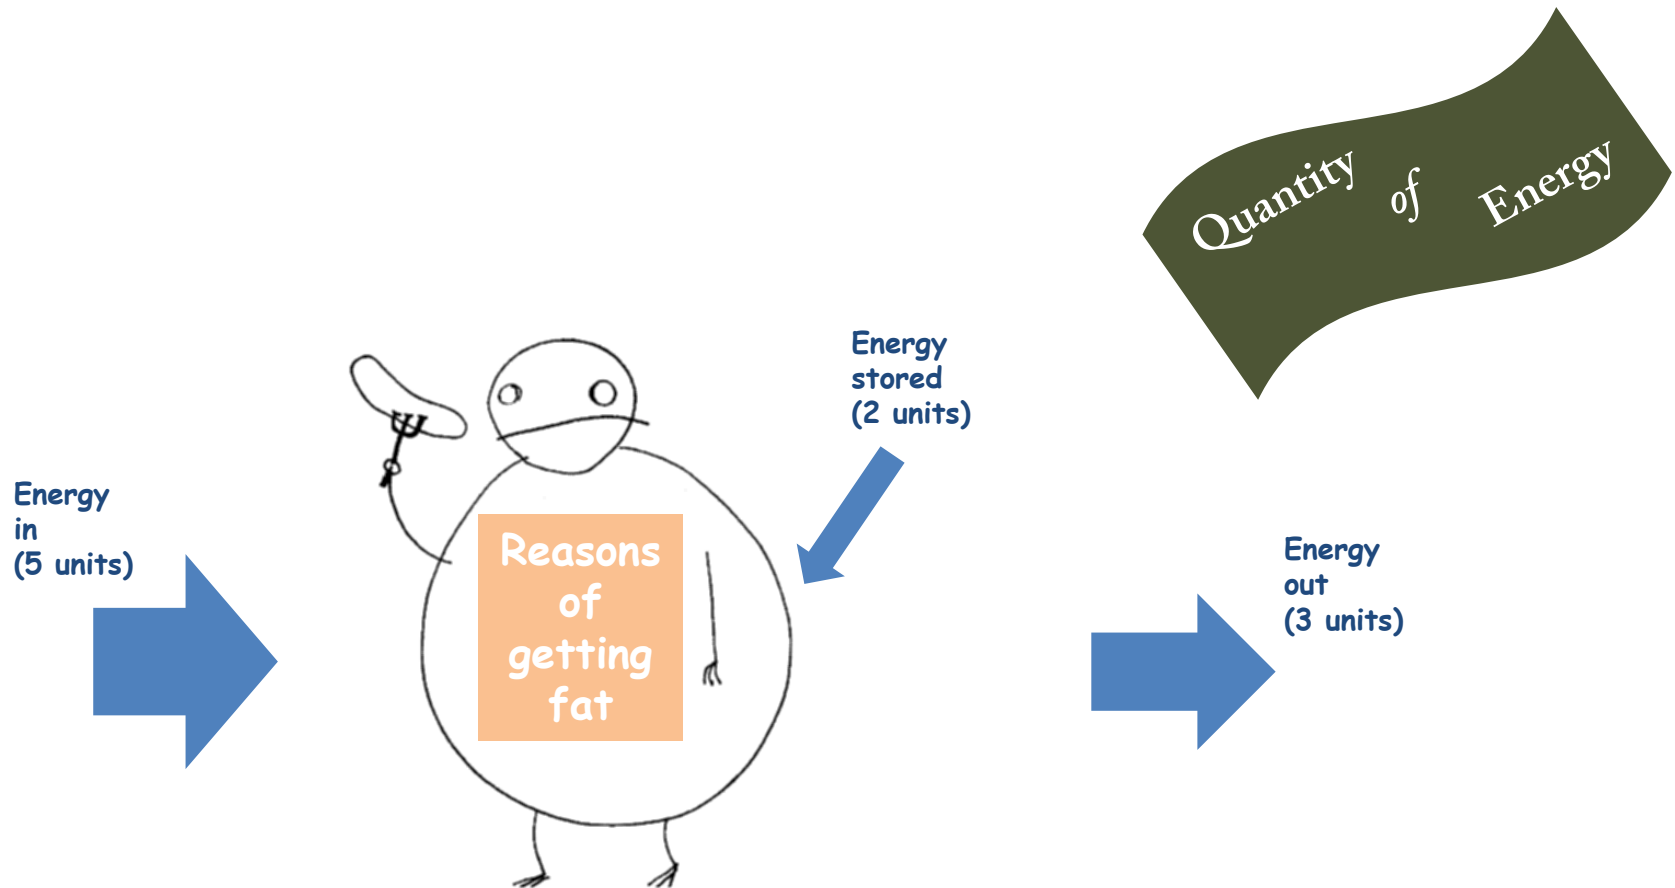 Quantity of Energy
Energy
stored
(2 units)
Energy
in
(5 units)
Reasons
of
getting
fat
Energy
out
(3 units)